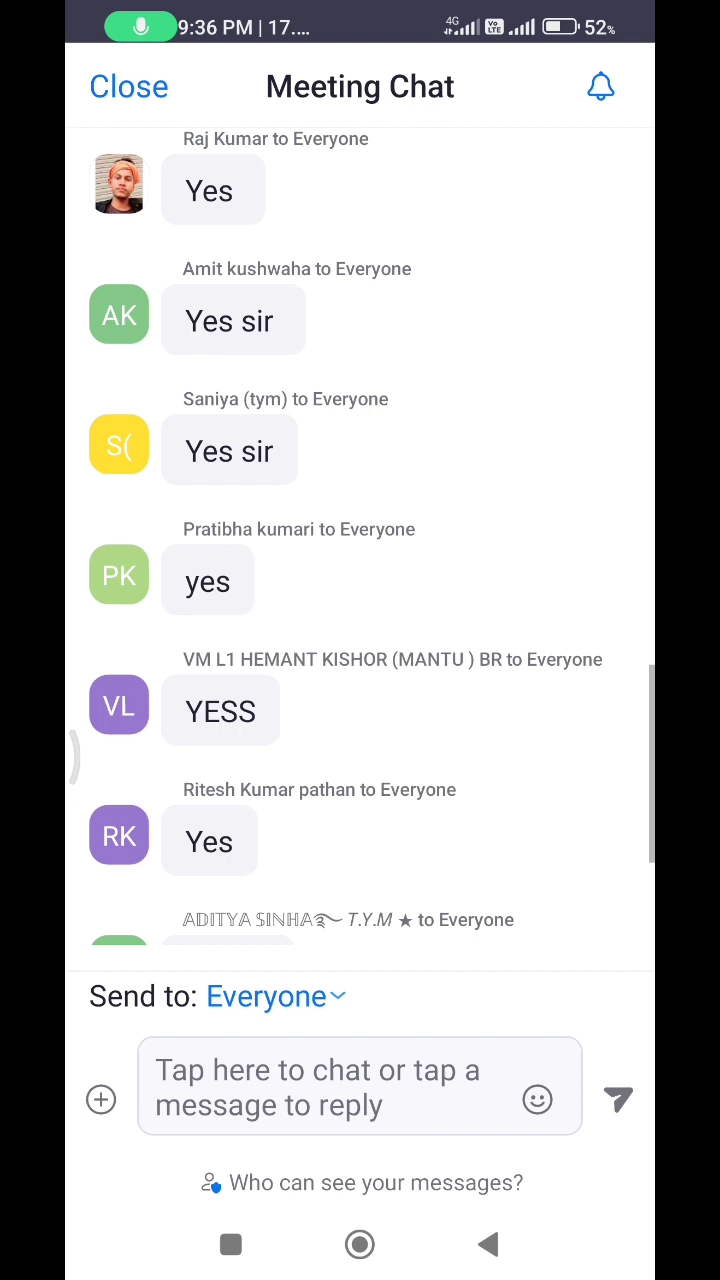 9:36 PM | 17....
4G
Vo LTE
52%
Close
Meeting Chat
Raj Kumar to Everyone
Yes
Amit kushwaha to Everyone
AK
Yes sir
Saniya (tym) to Everyone
S(
Yes sir
Pratibha kumari to Everyone
PK
yes
VM L1 HEMANT KISHOR (MANTU ) BR to Everyone
VL
YESS
Ritesh Kumar pathan to Everyone
RK
Yes
𝔸𝔻𝕀𝕋𝕐𝔸 𝕊𝕀ℕℍ𝔸࿐ 𝘛.𝘠.𝘔 ★ to Everyone
Send to: Everyone
Tap here to chat or tap a
message to reply
Who can see your messages?